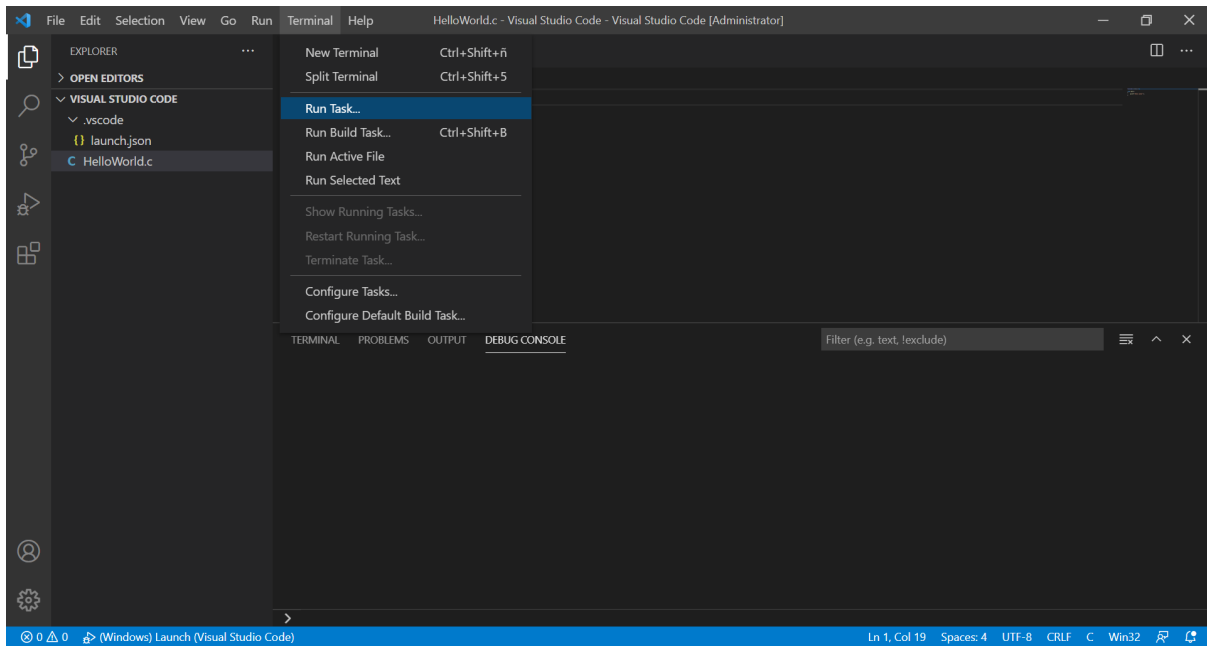 File Edit Selection View Go Run Terminal Help HelloWorld.c - Visual Studio Code - Visual Studio Code [Administrator]
EXPLORER
OPEN EDITORS
VISUAL STUDIO CODE
.vscode
{} launch.json
C HelloWorld.c
New Terminal Ctrl+Shift+ñ
Split Terminal Ctrl+Shift+5
Run Task...
Run Build Task... Ctrl+Shift+B
Run Active File
Run Selected Text
Show Running Tasks...
Restart Running Task...
Terminate Task...
Configure Tasks...
Configure Default Build Task...
TERMINAL PROBLEMS OUTPUT DEBUG CONSOLE Filter (e.g. text, !exclude)
0 0 (Windows) Launch (Visual Studio Code) Ln 1, Col 19 Spaces: 4 UTF-8 CRLF C Win32